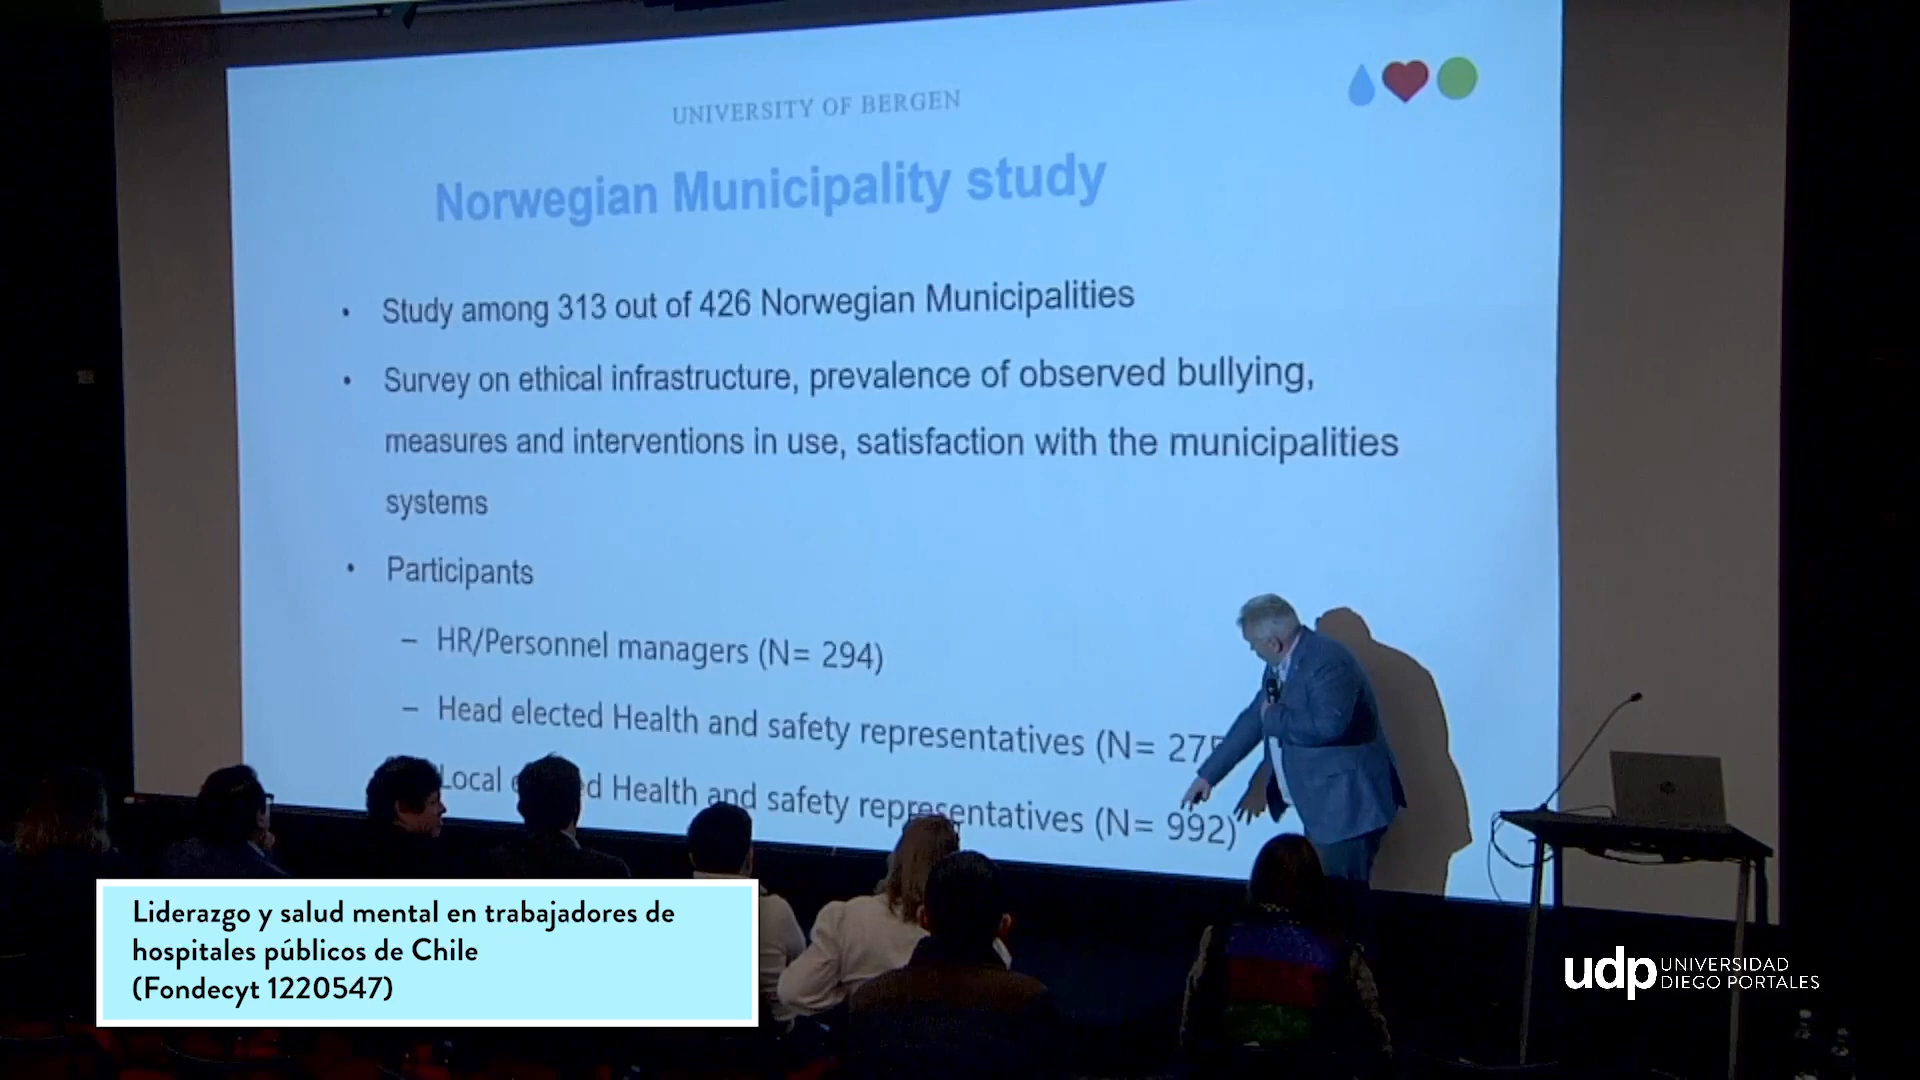 UNIVERSITY OF BERGEN
Norwegian Municipality study
• Study among 313 out of 426 Norwegian Municipalities
• Survey on ethical infrastructure, prevalence of observed bullying,
measures and interventions in use, satisfaction with the municipalities
systems
• Participants
– HR/Personnel managers (N= 294)
– Head elected Health and safety representatives (N=
Local Health and safety representatives (N= 992)
Liderazgo y salud mental en trabajadores de
hospitales públicos de Chile
(Fondecyt 1220547)
udp UNIVERSIDAD
DIEGO PORTALES